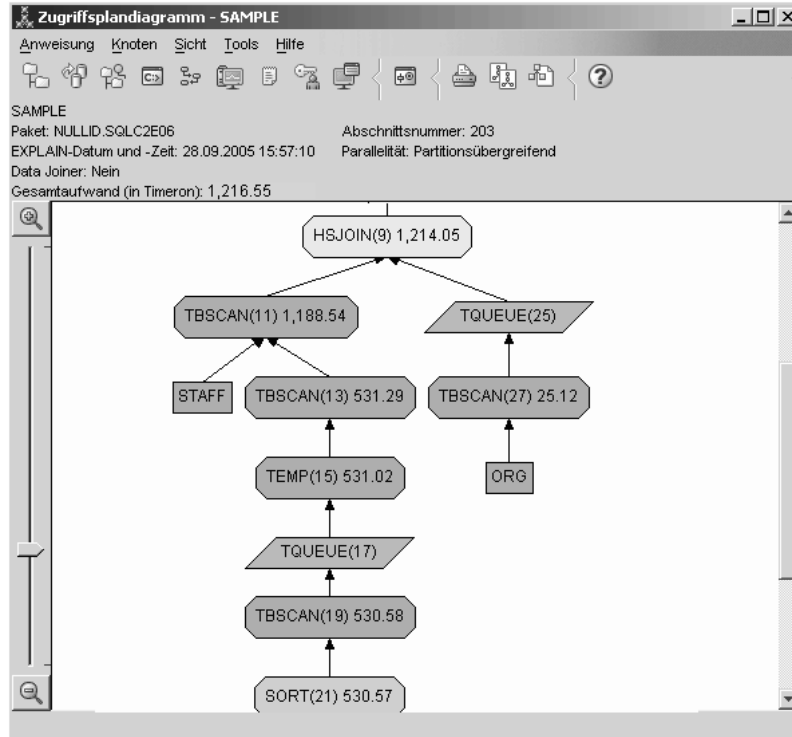 Zugriffsplandiagramm - SAMPLE
Anweisung Knoten Sicht Tools Hilfe
C:>
SAMPLE
Paket: NULLID.SQLC2E06 Abschnittsnummer: 203
EXPLAIN-Datum und -Zeit: 28.09.2005 15:57:10 Parallelität: Partitionsübergreifend
Data Joiner: Nein
Gesamtaufwand (in Timeron): 1,216.55
HSJOIN(9) 1,214.05
TBSCAN(11) 1,188.54 TQUEUE(25)
STAFF TBSCAN(13) 531.29 TBSCAN(27) 25.12
TEMP(15) 531.02 ORG
TQUEUE(17)
TBSCAN(19) 530.58
SORT(21) 530.57